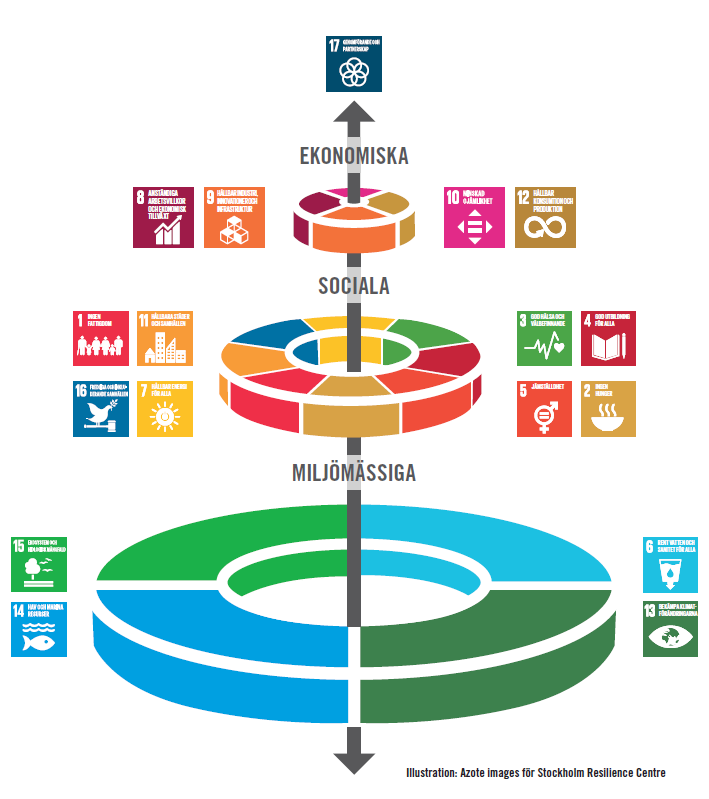 17 GENOMFÖRANDE OCH
PARTNERSKAP
EKONOMISKA
8 ANSTÄNDIGA
ARBETSVILLKOR
OCH EKONOMISK
TILLVÄXT
9 HÅLLBAR INDUSTRI,
INNOVATIONER OCH
INFRASTRUKTUR
10 MINSKAD
OJÄMLIKHET
12 HÅLLBAR
KONSUMTION OCH
PRODUKTION
SOCIALA
1 INGEN
FATTIGDOM
11 HÅLLBARA STÄDER
OCH SAMHÄLLEN
3 GOD HÄLSA OCH
VÄLBEFINNANDE
4 GOD UTBILDNING
FÖR ALLA
16 FREDLIGA OCH INKLU-
DERANDE SAMHÄLLEN
7 HÅLLBAR ENERGI
FÖR ALLA
5 JÄMSTÄLLDHET
2 INGEN
HUNGER
MILJÖMÄSSIGA
15 EKOSYSTEM OCH
BIOLOGISK MÅNGFALD
6 RENT VATTEN OCH
SANITET FÖR ALLA
14 HAV OCH MARINA
RESURSER
13 BEKÄMPA KLIMAT-
FÖRÄNDRINGARNA
Illustration: Azote images för Stockholm Resilience Centre